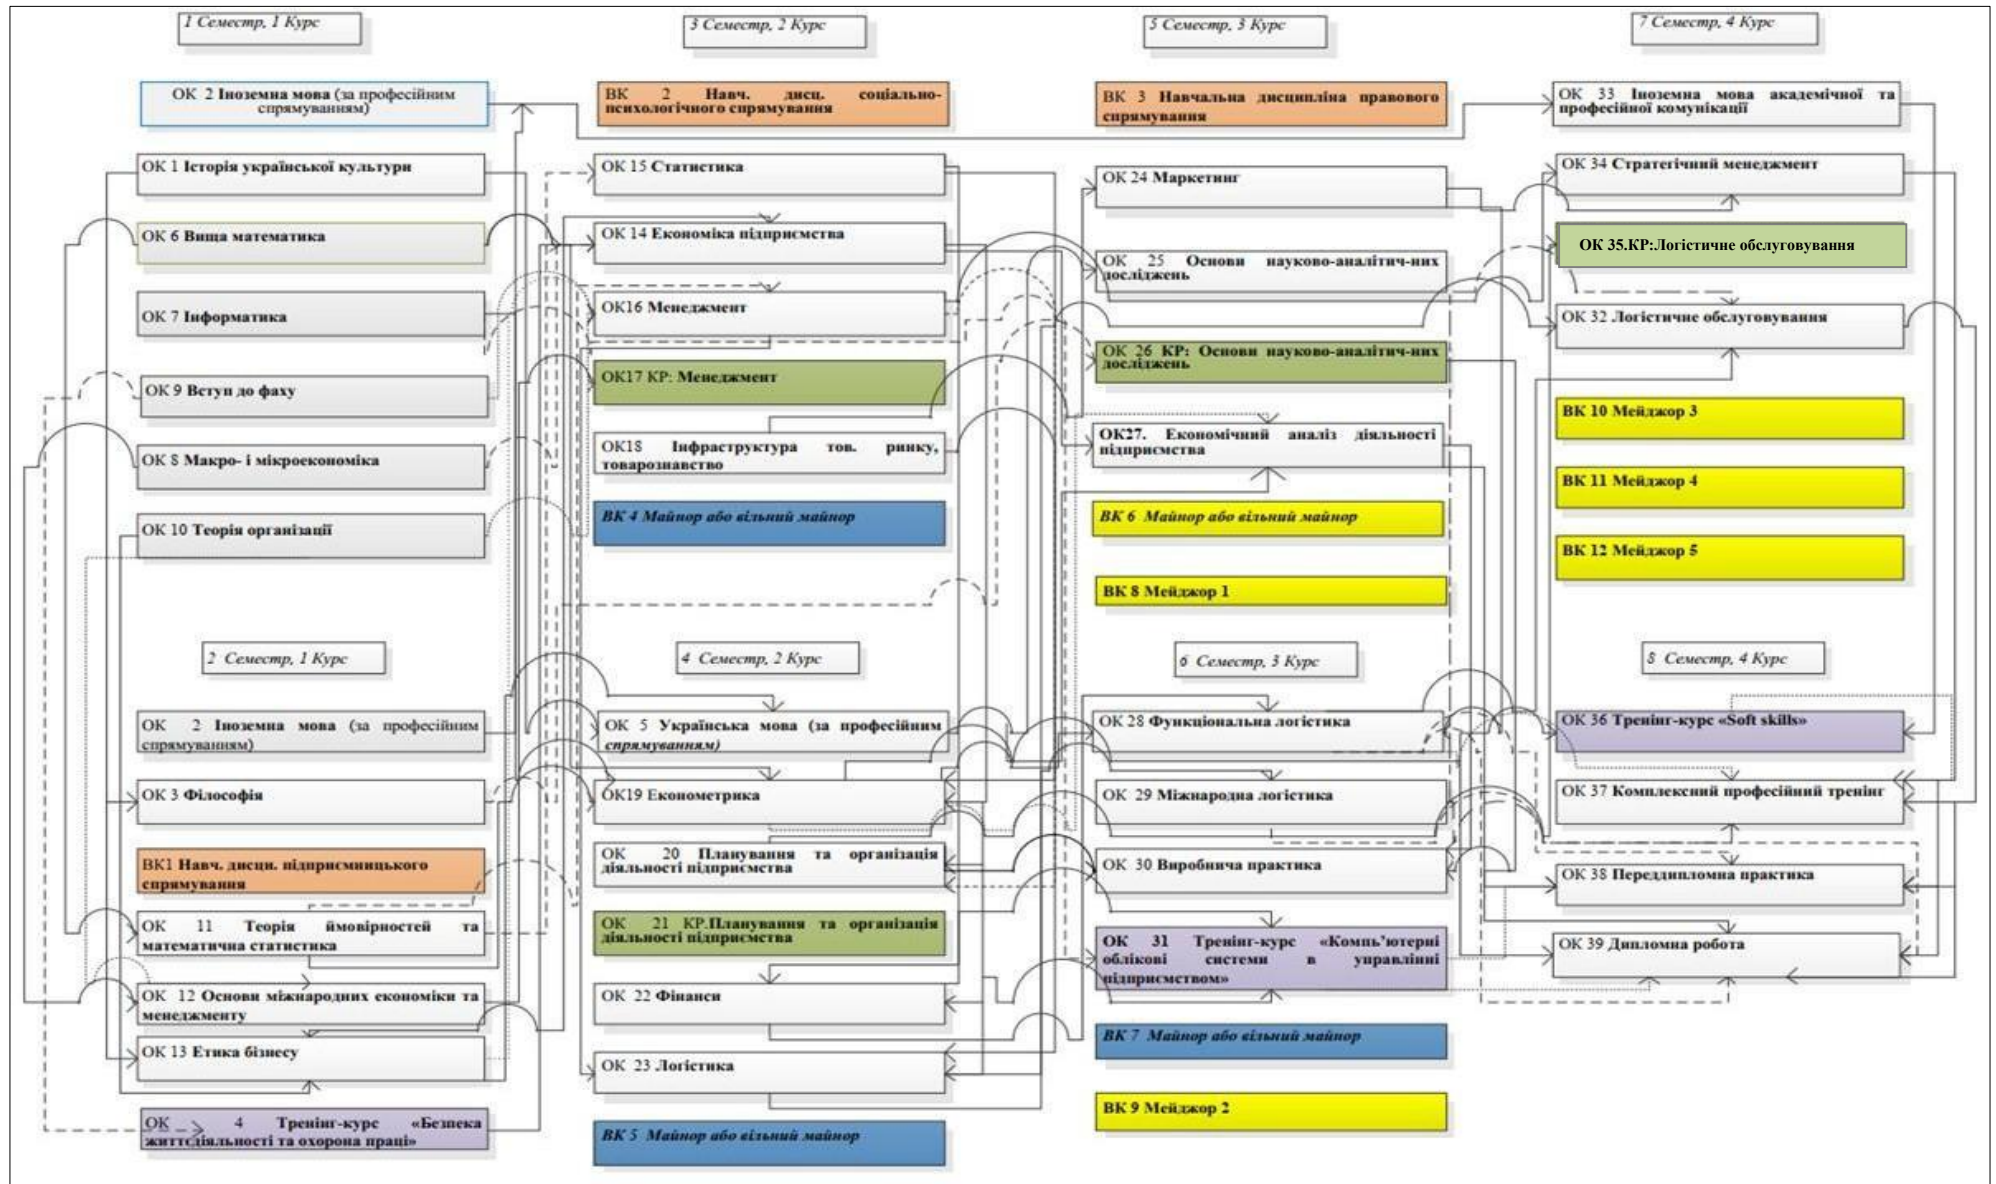 1 Семестр, 1 Курс
ОК 2 Іноземна мова (за професійним
спрямуванням)
ОК 1 Історія української культури
ОК 6 Вища математика
ОК 7 Інформатика
ОК 9 Вступ до фаху
ОК 8 Макро- і мікроекономіка
ОК 10 Теорія організації
2 Семестр, 1 Курс
ОК 2 Іноземна мова (за професійним
спрямуванням)
ОК 3 Філософія
ВК1 Навч. дисци. підприємницького
спрямування
ОК 11 Теорія ймовірностей та
математична статистика
ОК 12 Основи міжнародних економіки та
менеджменту
ОК 13 Етика бізнесу
ОК 4 Тренінг-курс «Безпека
життєдіяльності та охорона праці»
3 Семестр, 2 Курс
ВК 2 Навч. дисц. соціально-
психологічного спрямування
ОК 15 Статистика
ОК 14 Економіка підприємства
ОК16 Менеджмент
ОК17 КР: Менеджмент
ОК18 Інфраструктура тов. ринку,
товарознавство
ВК 4 Майнор або вільний майнор
4 Семестр, 2 Курс
ОК 5 Українська мова (за професійним
спрямуванням)
ОК19 Економетрика
ОК 20 Планування та організація
діяльності підприємства
ОК 21 КР.Планування та організація
діяльності підприємства
ОК 22 Фінанси
ОК 23 Логістика
ВК 5 Майнор або вільний майнор
5 Семестр, 3 Курс
ВК 3 Навчальна дисципліна правового
спрямування
ОК 24 Маркетинг
ОК 25 Основи науково-аналітич-них
досліджень
ОК 26 КР: Основи науково-аналітич-них
досліджень
ОК27. Економічний аналіз діяльності
підприємства
ВК 6 Майнор або вільний майнор
ВК 8 Мейджор 1
6 Семестр, 3 Курс
ОК 28 Функціональна логістика
ОК 29 Міжнародна логістика
ОК 30 Виробнича практика
ОК 31 Тренінг-курс «Комп’ютерні
облікові системи в управлінні
підприємством»
ВК 7 Майнор або вільний майнор
ВК 9 Мейджор 2
7 Семестр, 4 Курс
ОК 33 Іноземна мова академічної та
професійної комунікації
ОК 34 Стратегічний менеджмент
ОК 35.КР:Логістичне обслуговування
ОК 32 Логістичне обслуговування
ВК 10 Мейджор 3
ВК 11 Мейджор 4
ВК 12 Мейджор 5
8 Семестр, 4 Курс
ОК 36 Тренінг-курс «Soft skills»
ОК 37 Комплексний професійний тренінг
ОК 38 Переддипломна практика
ОК 39 Дипломна робота